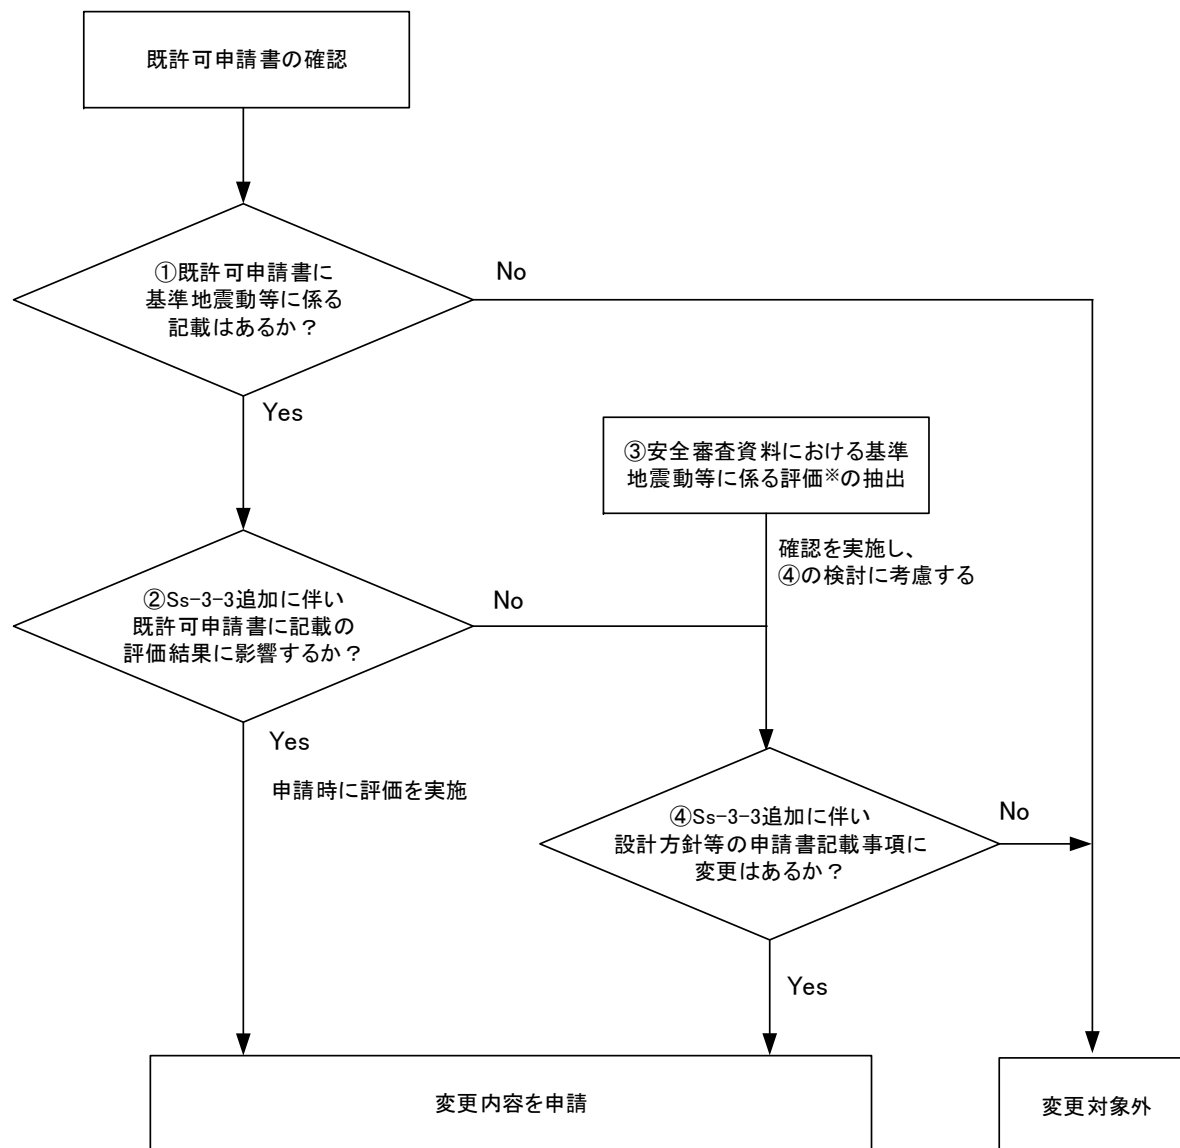 既許可申請書の確認
①既許可申請書に
基準地震動等に係る
記載はあるか？
No
Yes
③安全審査資料における基準
地震動等に係る評価※の抽出
確認を実施し、
④の検討に考慮する
②Ss-3-3追加に伴い
既許可申請書に記載の
評価結果に影響するか？
No
Yes
申請時に評価を実施
④Ss-3-3追加に伴い
設計方針等の申請書記載事項に
変更はあるか？
No
Yes
変更内容を申請
変更対象外